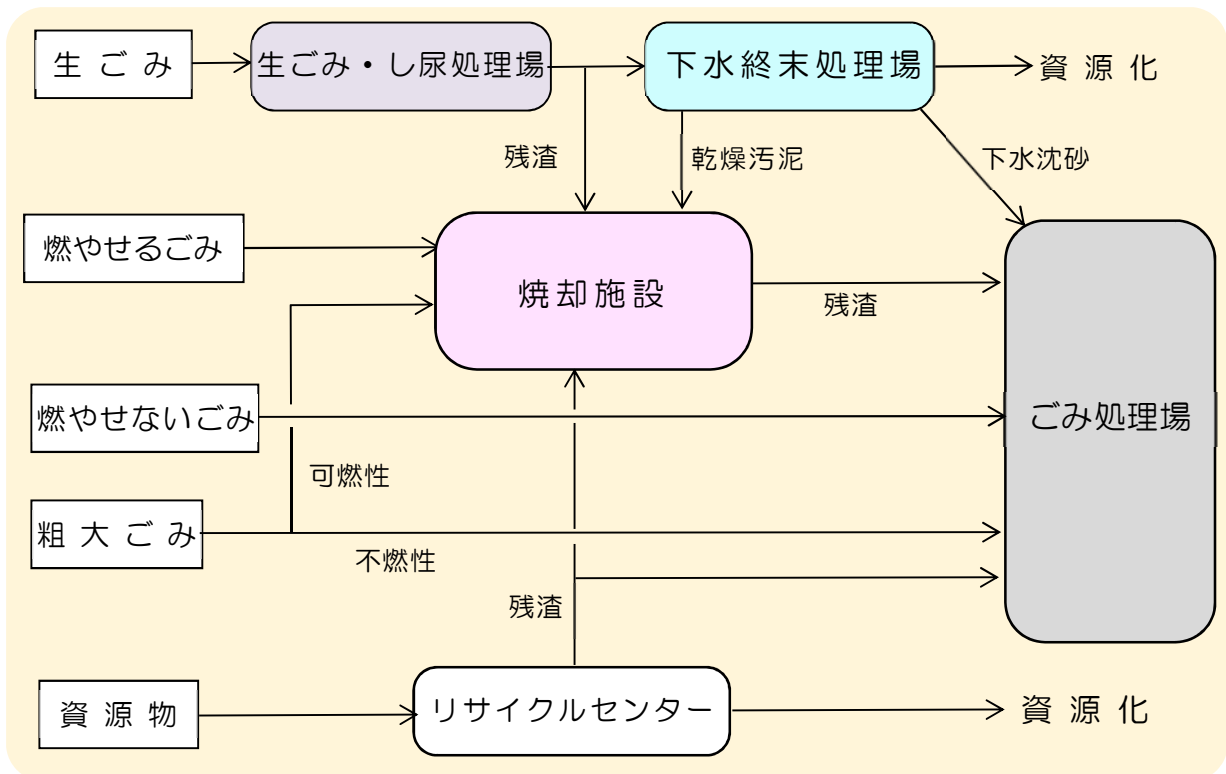 生ごみ
生ごみ・し尿処理場
下水終末処理場
資源化
残渣
乾燥汚泥
下水沈砂
燃やせるごみ
焼却施設
残渣
燃やせないごみ
ごみ処理場
可燃性
粗大ごみ
不燃性
残渣
資源物
リサイクルセンター
資源化